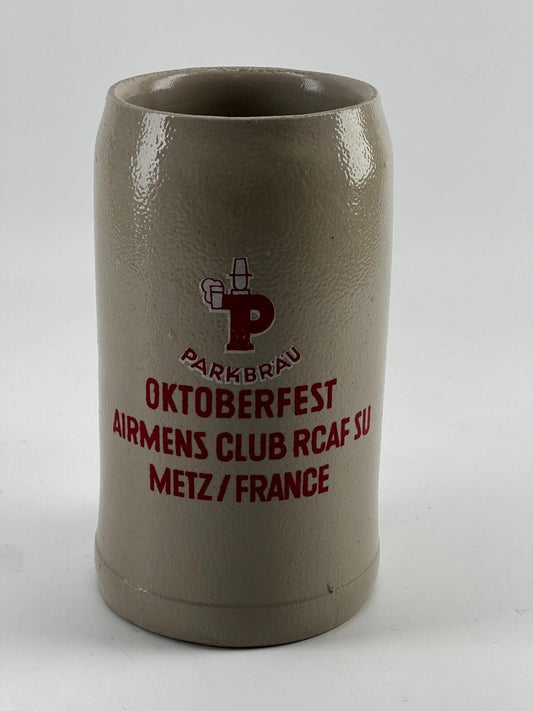 P
PARKBRÄU
OKTOBERFEST
AIRMENS CLUB RCAF SU
METZ/FRANCE